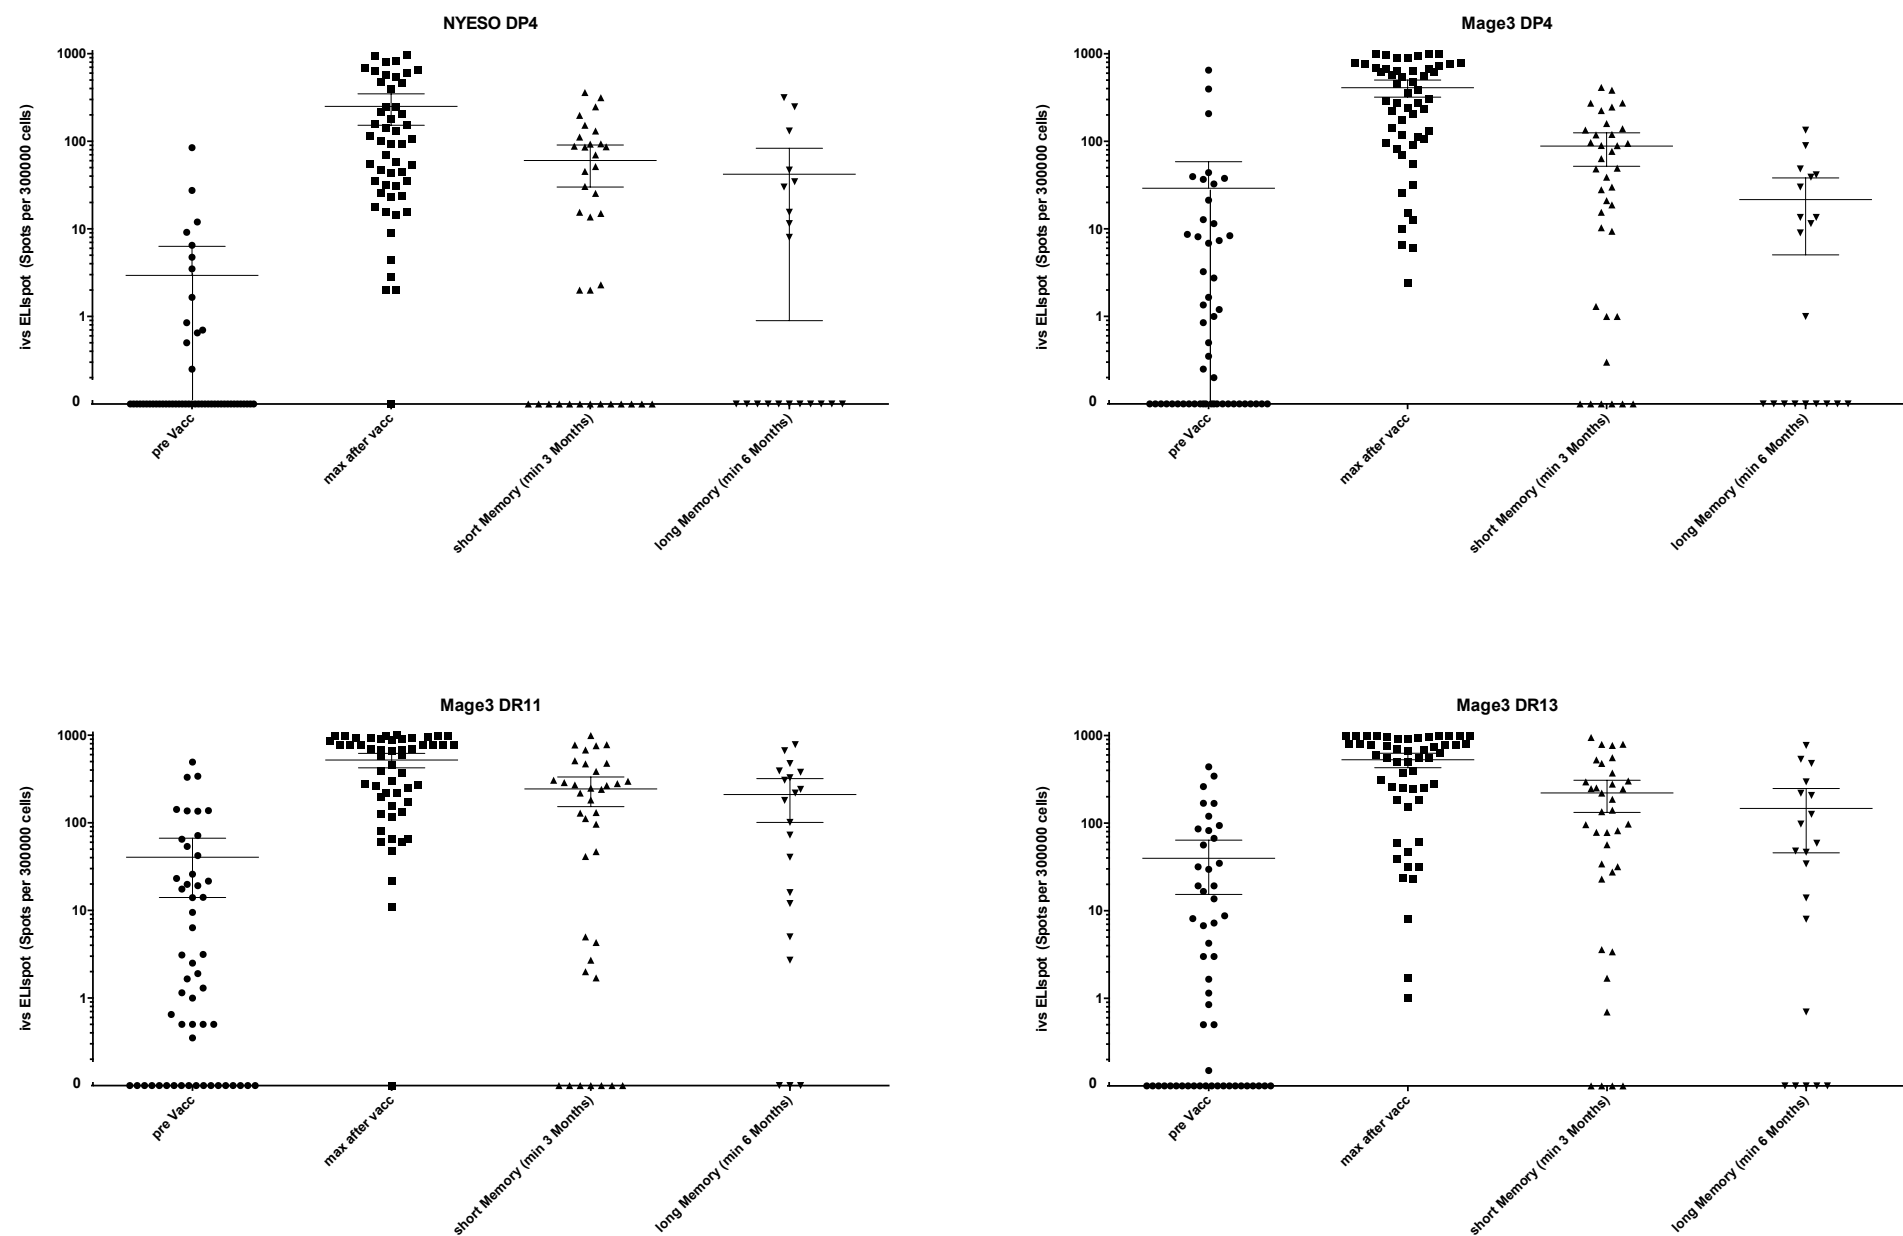 NYESO DP4
ivs ELIspot (Spots per 300000 cells)
1000
100
10
1
0
pre Vacc
max after vacc
short Memory (min 3 Months)
long Memory (min 6 Months)
Mage3 DP4
ivs ELIspot (Spots per 300000 cells)
1000
100
10
1
0
pre Vacc
max after vacc
short Memory (min 3 Months)
long Memory (min 6 Months)
Mage3 DR11
ivs ELIspot (Spots per 300000 cells)
1000
100
10
1
0
pre Vacc
max after vacc
short Memory (min 3 Months)
long Memory (min 6 Months)
Mage3 DR13
ivs ELIspot (Spots per 300000 cells)
1000
100
10
1
0
pre Vacc
max after vacc
short Memory (min 3 Months)
long Memory (min 6 Months)